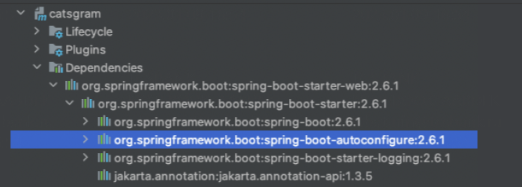 catsgram
Lifecycle
Plugins
Dependencies
org.springframework.boot:spring-boot-starter-web:2.6.1
org.springframework.boot:spring-boot-starter:2.6.1
org.springframework.boot:spring-boot:2.6.1
org.springframework.boot:spring-boot-autoconfigure:2.6.1
org.springframework.boot:spring-boot-starter-logging:2.6.1
jakarta.annotation:jakarta.annotation-api:1.3.5